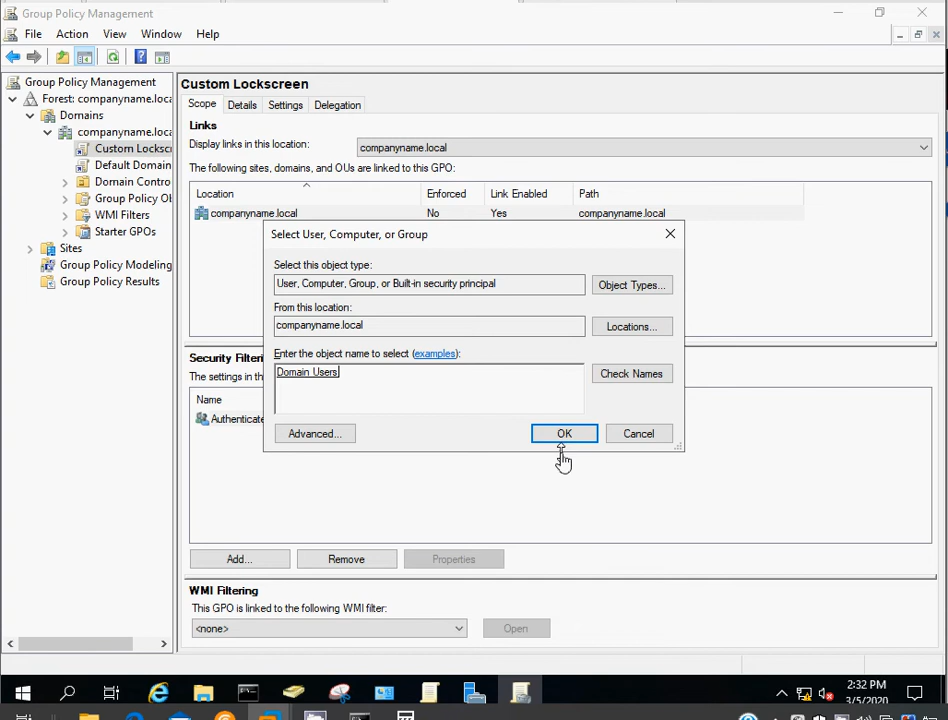 Group Policy Management
File Action View Window Help
Group Policy Management
Forest: companyname.loca
Domains
companyname.loca
Custom Lockscr
Default Domain
Domain Contro
Group Policy Ob
WMI Filters
Starter GPOs
Sites
Group Policy Modeling
Group Policy Results
Custom Lockscreen
Scope Details Settings Delegation
Links
Display links in this location: companyname.local
The following sites, domains, and OUs are linked to this GPO:
Location Enforced Link Enabled Path
companyname.local No Yes companyname.local
Select User, Computer, or Group
Select this object type:
User, Computer, Group, or Built-in security principal Object Types...
From this location:
companyname.local Locations...
Enter the object name to select (examples):
Domain Users Check Names
Advanced... OK Cancel
Security Filter
The settings in th
Name
Authenticate
Add... Remove Properties
WMI Filtering
This GPO is linked to the following WMI filter:
<none> Open
2:32 PM
3/5/2020